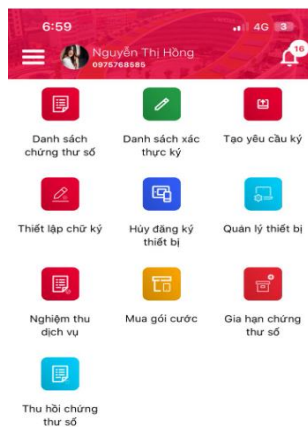 6:59
4G 3
Nguyễn Thị Hồng
0975768585
16
Danh sách
chứng thư số
Danh sách xác
thực ký
Tạo yêu cầu ký
Thiết lập chữ ký
Hủy đăng ký
thiết bị
Quản lý thiết bị
Nghiệm thu
dịch vụ
Mua gói cước
Gia hạn chứng
thư số
Thu hồi chứng
thư số